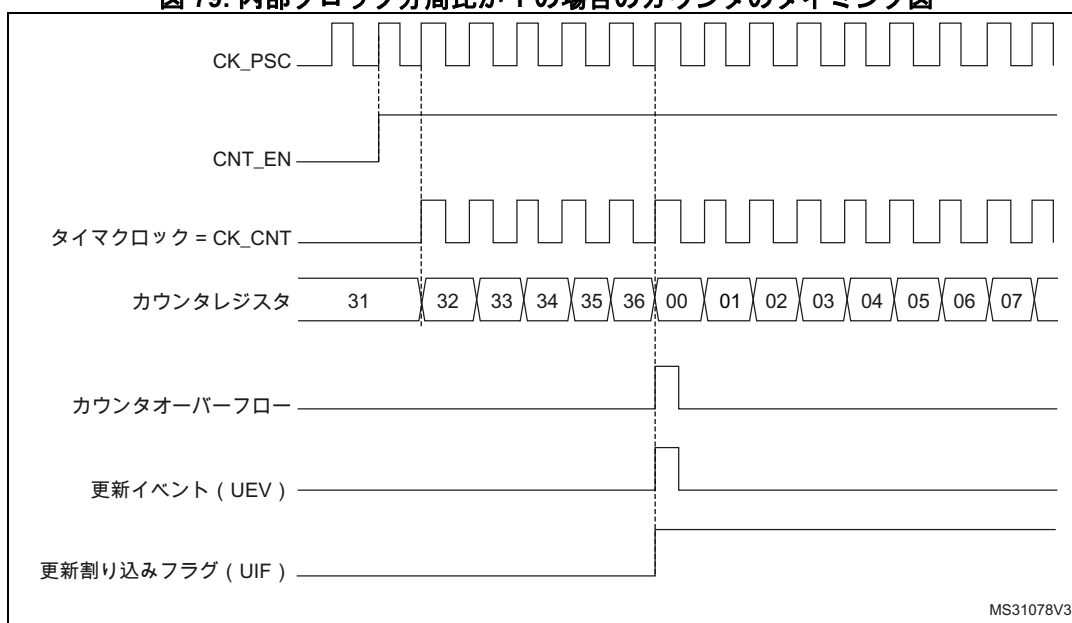 CK_PSC
CNT_EN
タイマクロック = CK_CNT
カウンタレジスタ 31 32 33 34 35 36 00 01 02 03 04 05 06 07
カウンタオーバーフロー
更新イベント ( UEV )
更新割り込みフラグ ( UIF )
MS31078V3